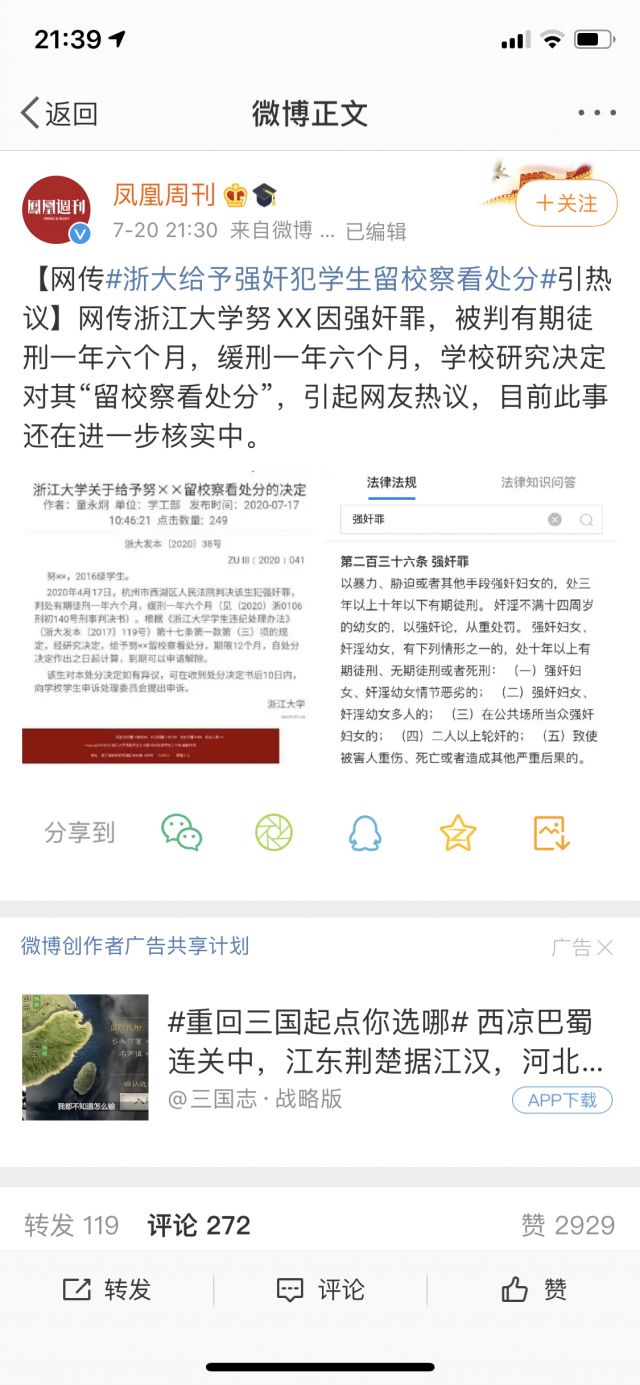 21:39
返回
微博正文
鳳凰週刊
凤凰周刊
+关注
7-20 21:30 来自微博 ... 已编辑
【网传#浙大给予强奸犯学生留校察看处分#引热
议】网传浙江大学努XX因强奸罪，被判有期徒
刑一年六个月，缓刑一年六个月，学校研究决定
对其“留校察看处分”，引起网友热议，目前此事
还在进一步核实中。
浙江大学关于给予努××留校察看处分的决定
作者：童永炯 单位：学工部 发布时间：2020-07-17
10:46:21 点击数量：249
浙大发本〔2020〕38号
ZU III〔2020〕041
努××，2016级学生。
2020年4月17日，杭州市西湖区人民法院判决该生犯强奸罪，
判处有期徒刑一年六个月，缓刑一年六个月（见（2020）浙0106
刑初140号刑事判决书）。根据《浙江大学学生违纪处理办法》
（浙大发本〔2017〕119号）第十七条第一款第（三）项的规
定，经研究决定，给予努××留校察看处分，期限12个月，自处分
决定作出之日起计算，到期可以申请解除。
该生对本处分决定如有异议，可在收到处分决定书后10日内，
向学校学生申诉处理委员会提出申诉。
浙江大学
法律法规
法律知识问答
强奸罪
第二百三十六条 强奸罪
以暴力、胁迫或者其他手段强奸妇女的，处三
年以上十年以下有期徒刑。 奸淫不满十四周岁
的幼女的，以强奸论，从重处罚。 强奸妇女、
奸淫幼女，有下列情形之一的，处十年以上有
期徒刑、无期徒刑或者死刑： （一）强奸妇
女、奸淫幼女情节恶劣的； （二）强奸妇女、
奸淫幼女多人的； （三）在公共场所当众强奸
妇女的； （四）二人以上轮奸的； （五）致使
被害人重伤、死亡或者造成其他严重后果的。
分享到
微博创作者广告共享计划
广告
#重回三国起点你选哪# 西凉巴蜀
连关中，江东荆楚据江汉，河北...
我都不知道怎么输
@三国志·战略版
APP下载
转发 119
评论 272
赞 2929
转发
评论
赞